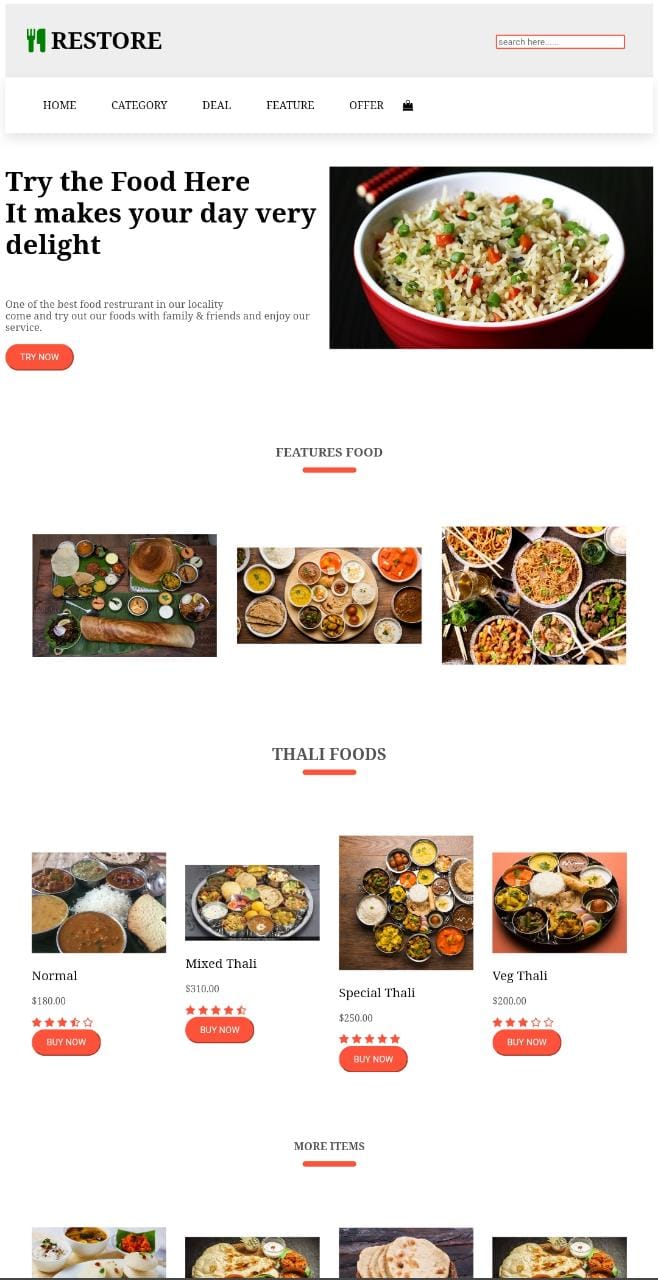 RESTORE
search here......
HOME CATEGORY DEAL FEATURE OFFER
Try the Food Here
It makes your day very
delight
One of the best food restrurant in our locality
come and try out our foods with family & friends and enjoy our
service.
TRY NOW
FEATURES FOOD
THALI FOODS
Normal
$180.00
BUY NOW
Mixed Thali
$310.00
BUY NOW
Special Thali
$250.00
BUY NOW
Veg Thali
$200.00
BUY NOW
MORE ITEMS